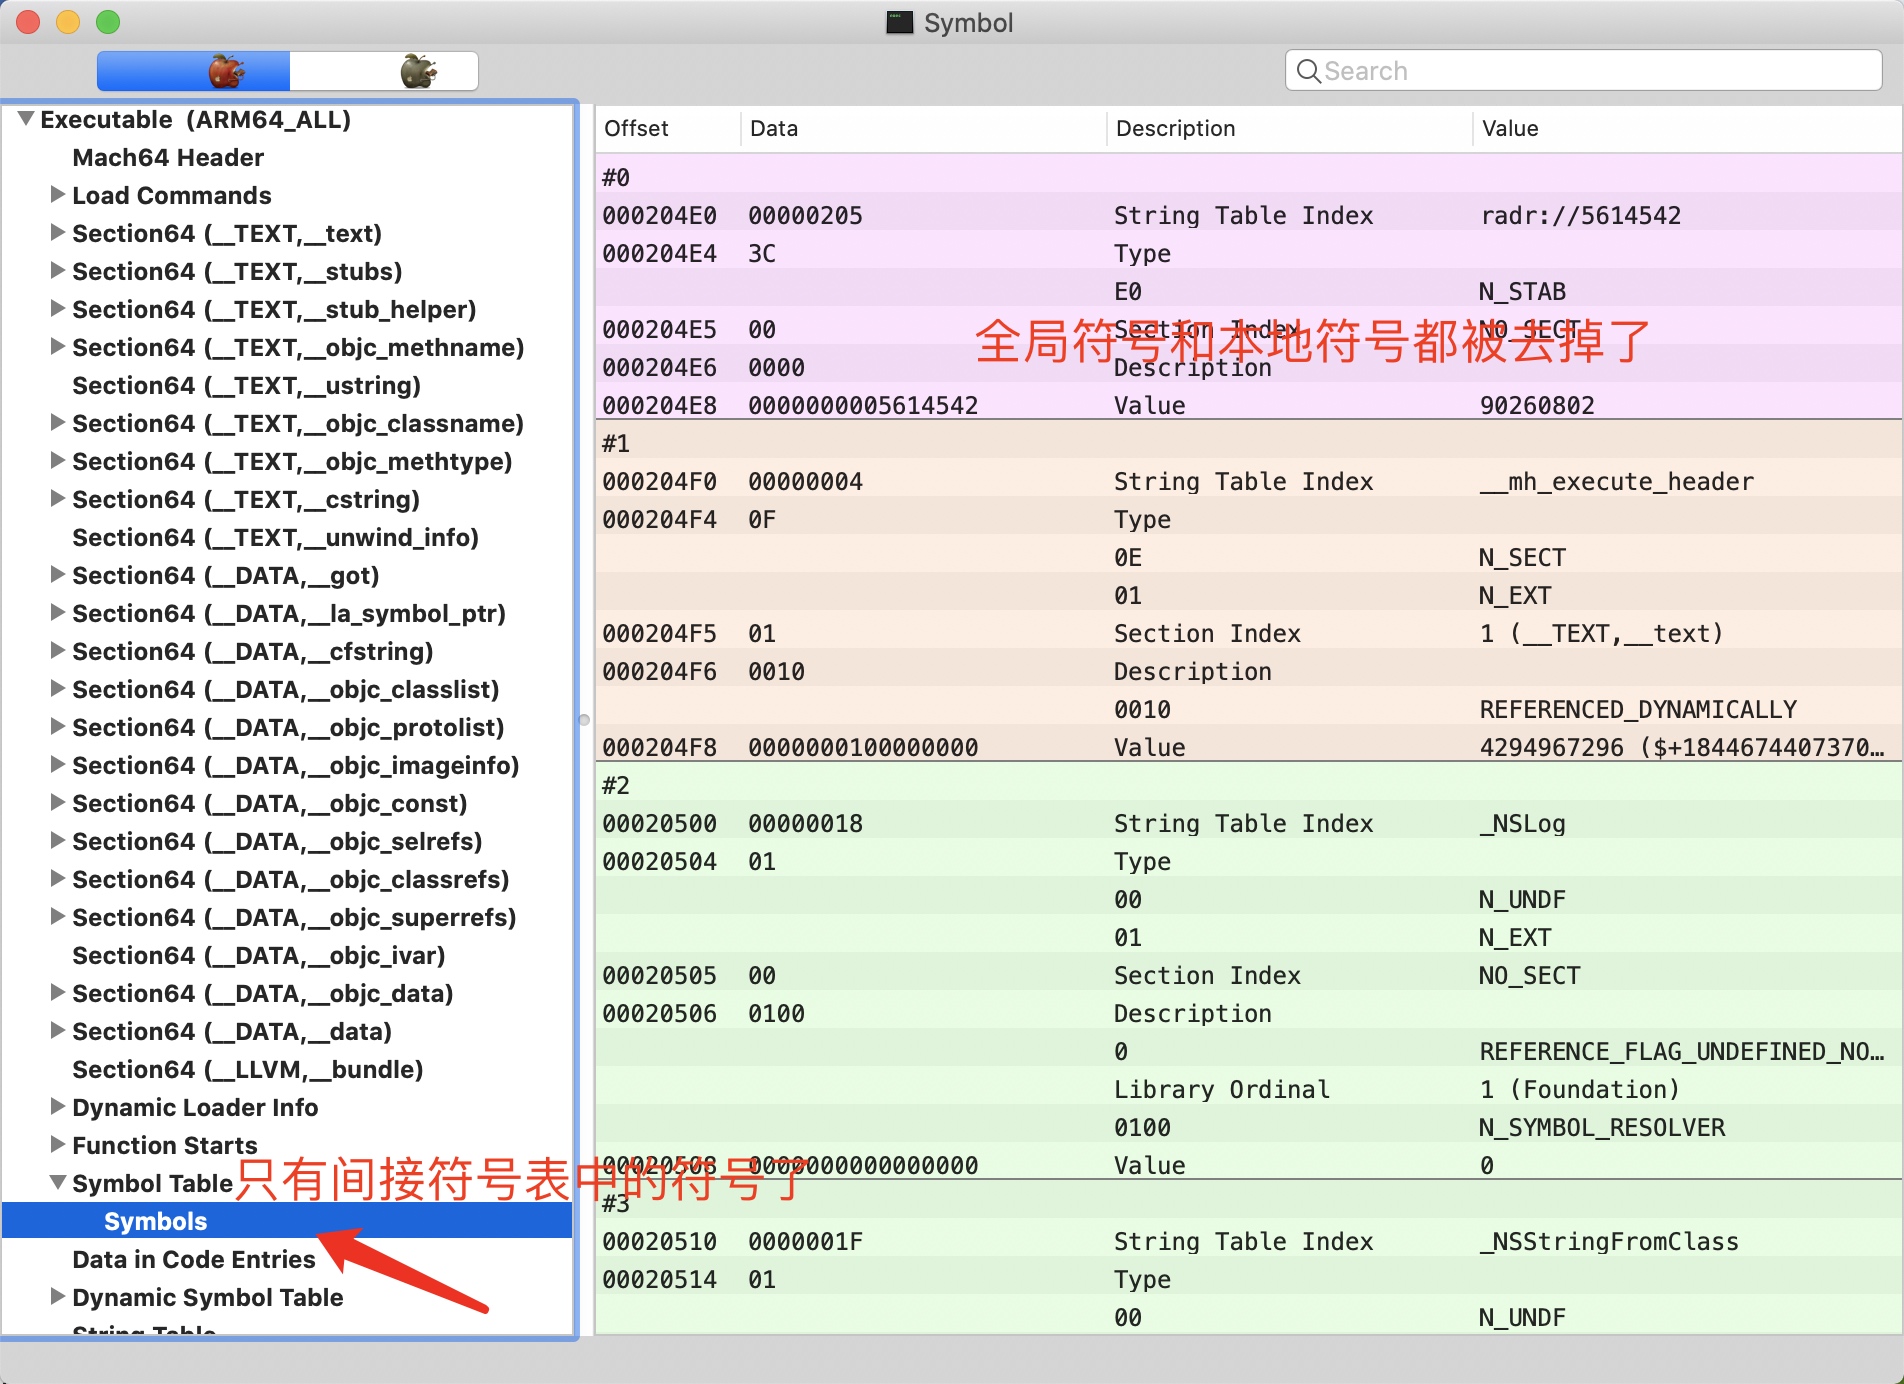 Symbol
Search
Executable (ARM64_ALL)
Mach64 Header
Load Commands
Section64 (__TEXT,__text)
Section64 (__TEXT,__stubs)
Section64 (__TEXT,__stub_helper)
Section64 (__TEXT,__objc_methname)
Section64 (__TEXT,__ustring)
Section64 (__TEXT,__objc_classname)
Section64 (__TEXT,__objc_methtype)
Section64 (__TEXT,__cstring)
Section64 (__TEXT,__unwind_info)
Section64 (__DATA,__got)
Section64 (__DATA,__la_symbol_ptr)
Section64 (__DATA,__cfstring)
Section64 (__DATA,__objc_classlist)
Section64 (__DATA,__objc_protolist)
Section64 (__DATA,__objc_imageinfo)
Section64 (__DATA,__objc_const)
Section64 (__DATA,__objc_selrefs)
Section64 (__DATA,__objc_classrefs)
Section64 (__DATA,__objc_superrefs)
Section64 (__DATA,__objc_ivar)
Section64 (__DATA,__objc_data)
Section64 (__DATA,__data)
Section64 (__LLVM,__bundle)
Dynamic Loader Info
Function Starts
Symbol Table
只有间接符号表中的符号了
Symbols
Data in Code Entries
Dynamic Symbol Table
String Table
Offset Data Description Value
#0
000204E0 00000205 String Table Index radr://5614542
000204E4 3C Type
E0 N_STAB
000204E5 00 Section Index NO_SECT
全局符号和本地符号都被去掉了
000204E6 0000 Description
000204E8 0000000005614542 Value 90260802
#1
000204F0 00000004 String Table Index __mh_execute_header
000204F4 0F Type
0E N_SECT
01 N_EXT
000204F5 01 Section Index 1 (__TEXT,__text)
000204F6 0010 Description
0010 REFERENCED_DYNAMICALLY
000204F8 0000000100000000 Value 4294967296 ($+1844674407370…
#2
00020500 00000018 String Table Index _NSLog
00020504 01 Type
00 N_UNDF
01 N_EXT
00020505 00 Section Index NO_SECT
00020506 0100 Description
0 REFERENCE_FLAG_UNDEFINED_NO…
Library Ordinal 1 (Foundation)
0100 N_SYMBOL_RESOLVER
00020508 0000000000000000 Value 0
#3
00020510 0000001F String Table Index _NSStringFromClass
00020514 01 Type
00 N_UNDF